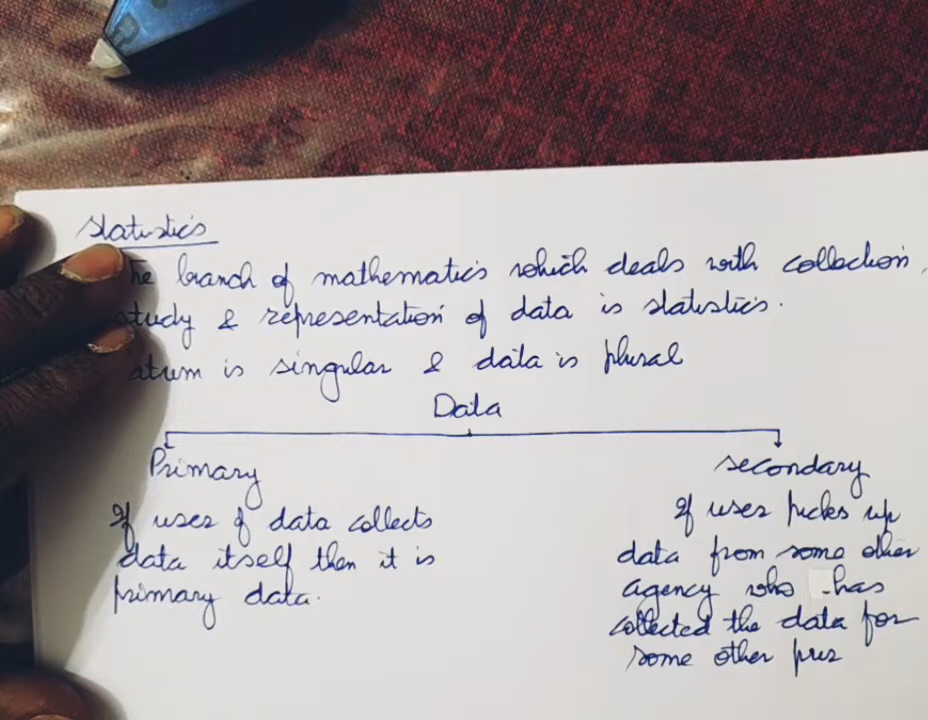 statistics
The branch of mathematics which deals with collection,
study & representation of data is statistics.
atum is singular & data is plural
Data
Primary
secondary
If user of data collects
data itself then it is
primary data.
If user picks up
data from some other
agency who has
collected the data for
some other